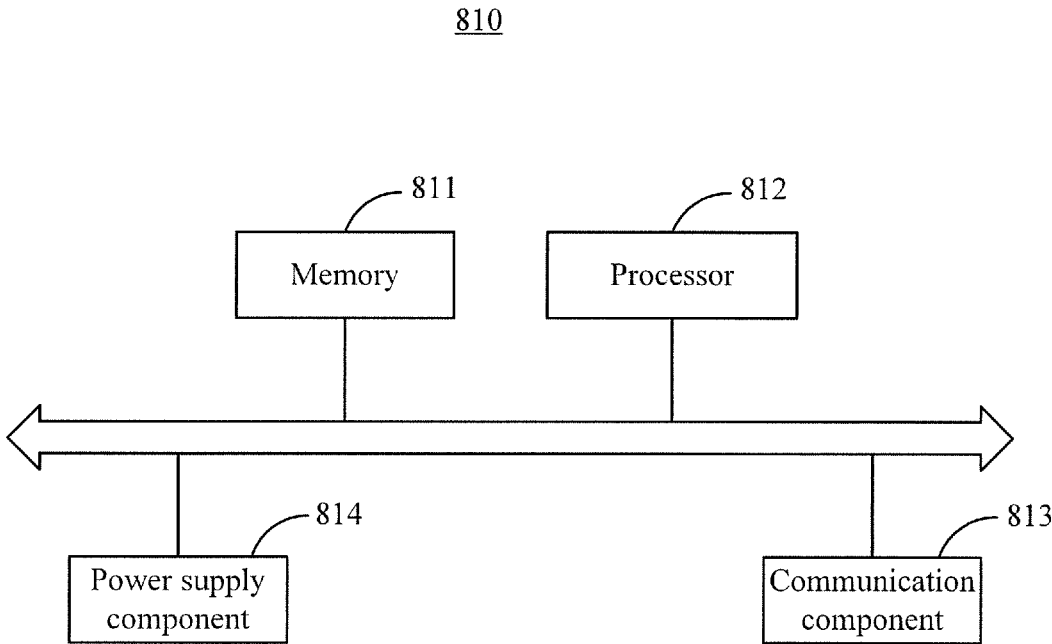 810
811
812
Memory
Processor
814
813
Power supply
component
Communication
component